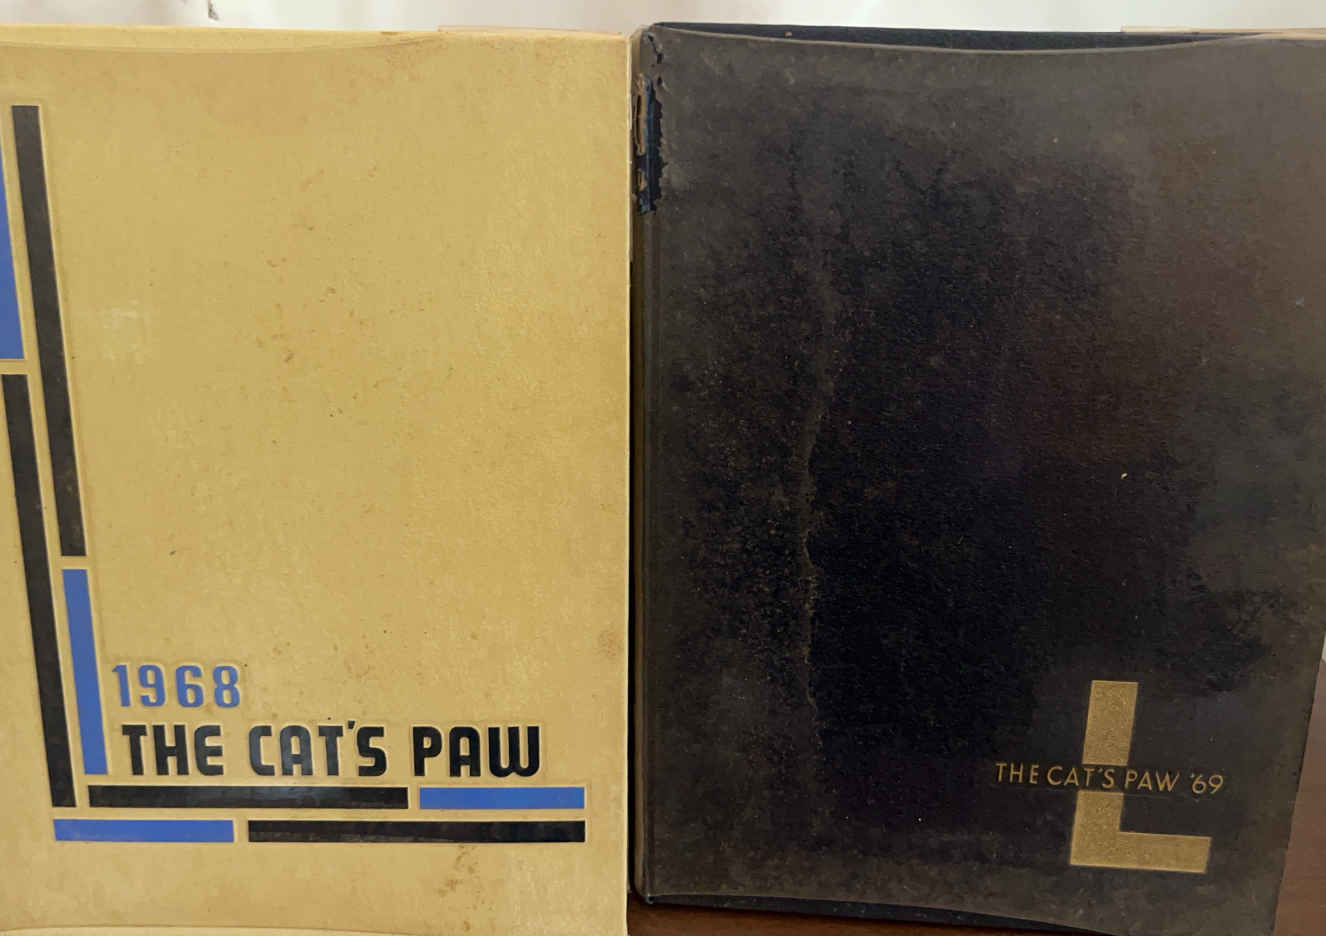 1968
THE CAT'S PAW
THE CAT'S PAW '69
L